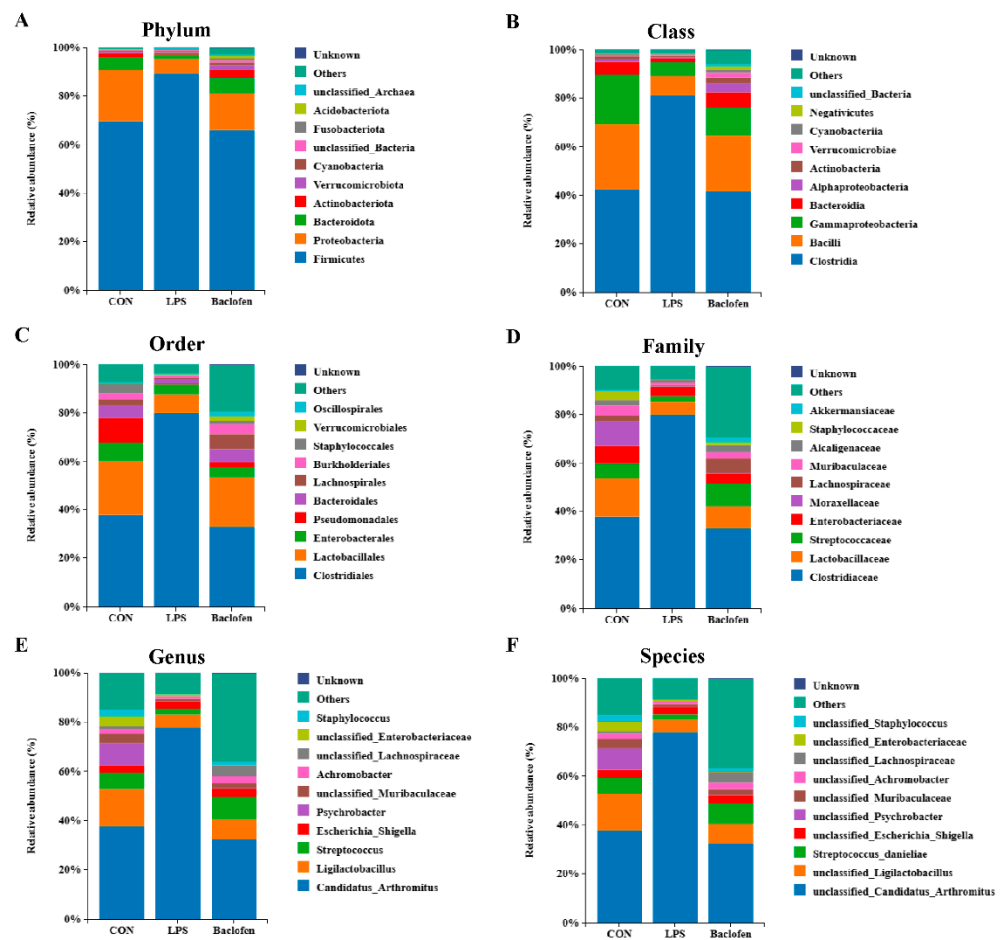 A
Phylum
Relative abundance (%)
100%
80%
60%
40%
20%
0%
CON LPS Baclofen
Unknown
Others
unclassified_Archaea
Acidobacteriota
Fusobacteriota
unclassified_Bacteria
Cyanobacteria
Verrucomicrobiota
Actinobacteriota
Bacteroidota
Proteobacteria
Firmicutes
B
Class
Relative abundance (%)
100%
80%
60%
40%
20%
0%
CON LPS Baclofen
Unknown
Others
unclassified_Bacteria
Negativicutes
Cyanobacteriia
Verrucomicrobiae
Actinobacteria
Alphaproteobacteria
Bacteroidia
Gammaproteobacteria
Bacilli
Clostridia
C
Order
Relative abundance (%)
100%
80%
60%
40%
20%
0%
CON LPS Baclofen
Unknown
Others
Oscillospirales
Verrucomicrobiales
Staphylococcales
Burkholderiales
Lachnospirales
Bacteroidales
Pseudomonadales
Enterobacterales
Lactobacillales
Clostridiales
D
Family
Relative abundance (%)
100%
80%
60%
40%
20%
0%
CON LPS Baclofen
Unknown
Others
Akkermansiaceae
Staphylococcaceae
Alcaligenaceae
Muribaculaceae
Lachnospiraceae
Moraxellaceae
Enterobacteriaceae
Streptococcaceae
Lactobacillaceae
Clostridiaceae
E
Genus
Relative abundance (%)
100%
80%
60%
40%
20%
0%
CON LPS Baclofen
Unknown
Others
Staphylococcus
unclassified_Enterobacteriaceae
unclassified_Lachnospiraceae
Achromobacter
unclassified_Muribaculaceae
Psychrobacter
Escherichia_Shigella
Streptococcus
Ligilactobacillus
Candidatus_Arthromitus
F
Species
Relative abundance (%)
100%
80%
60%
40%
20%
0%
CON LPS Baclofen
Unknown
Others
unclassified_Staphylococcus
unclassified_Enterobacteriaceae
unclassified_Lachnospiraceae
unclassified_Achromobacter
unclassified_Muribaculaceae
unclassified_Psychrobacter
unclassified_Escherichia_Shigella
Streptococcus_danieliae
unclassified_Ligilactobacillus
unclassified_Candidatus_Arthromitus